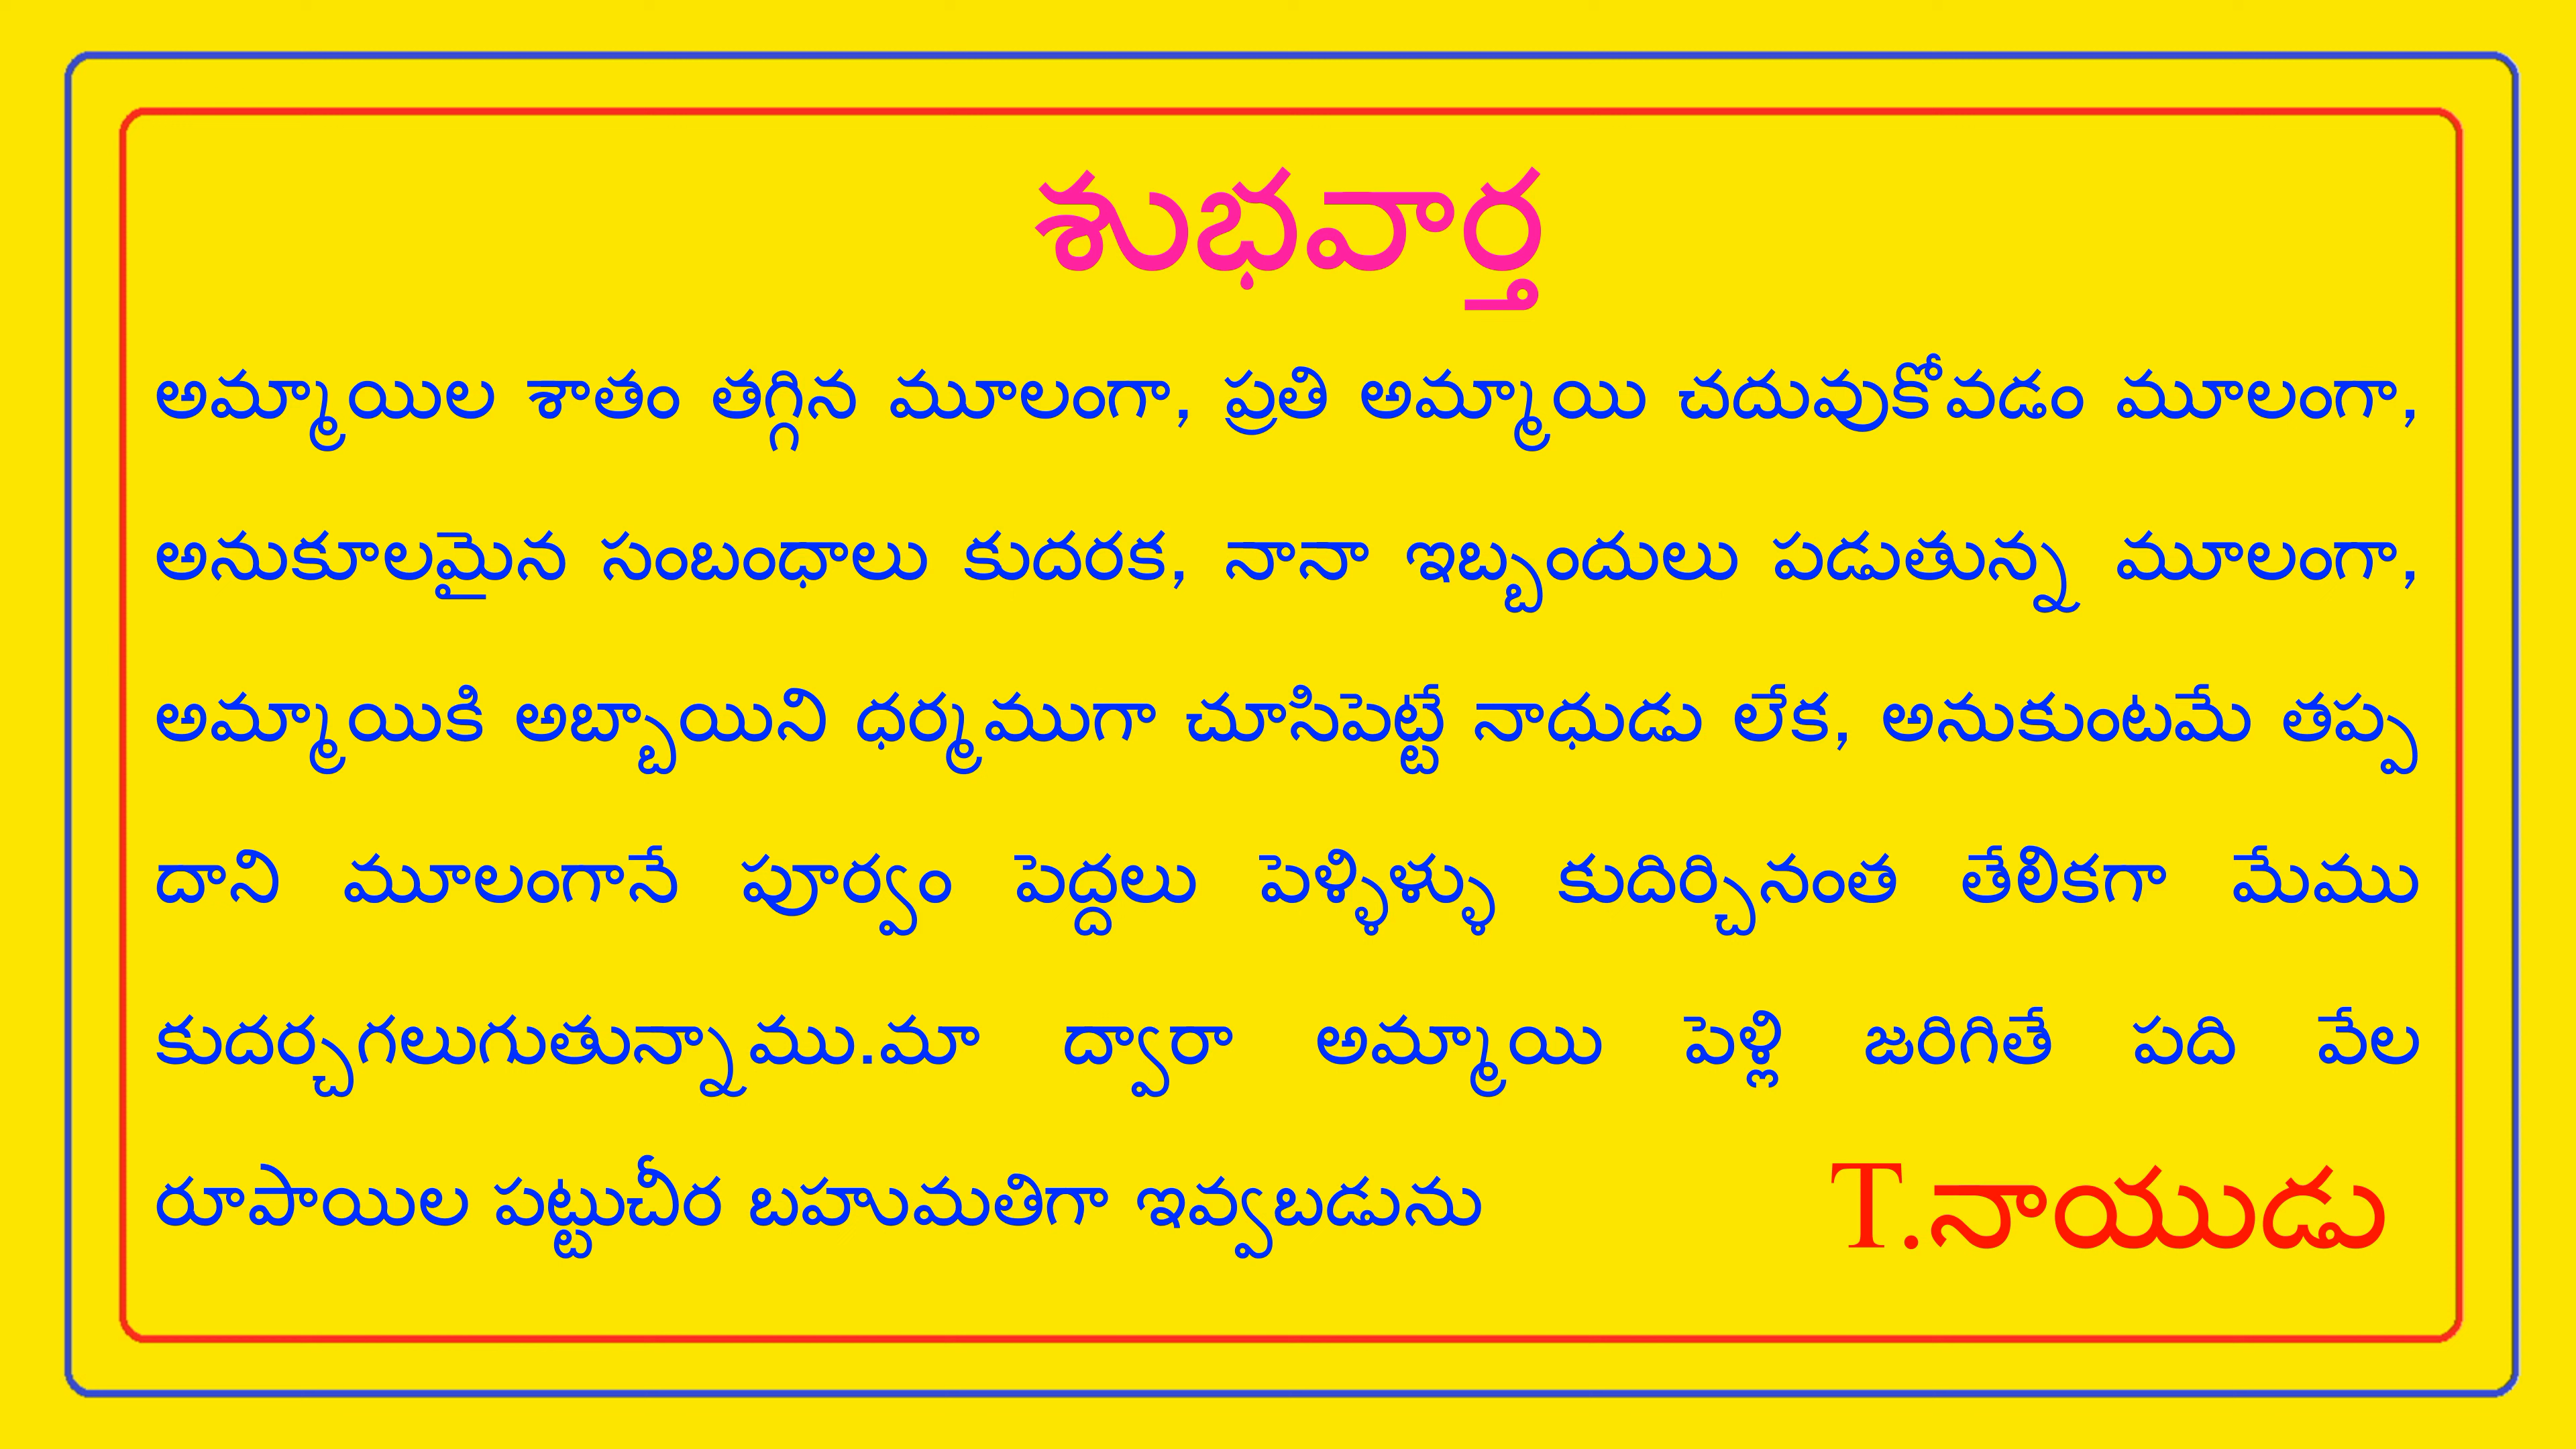 శుభవార్త
అమ్మాయిల శాతం తగ్గిన మూలంగా, ప్రతి అమ్మాయి చదువుకోవడం మూలంగా,
అనుకూలమైన సంబంధాలు కుదరక, నానా ఇబ్బందులు పడుతున్న మూలంగా,
అమ్మాయికి అబ్బాయిని ధర్మముగా చూసిపెట్టే నాధుడు లేక, అనుకుంటమే తప్ప
దాని మూలంగానే పూర్వం పెద్దలు పెళ్ళిళ్ళు కుదిర్చినంత తేలికగా మేము
కుదర్చగలుగుతున్నాము.మా ద్వారా అమ్మాయి పెళ్లి జరిగితే పది వేల
రూపాయిల పట్టుచీర బహుమతిగా ఇవ్వబడును T.నాయుడు